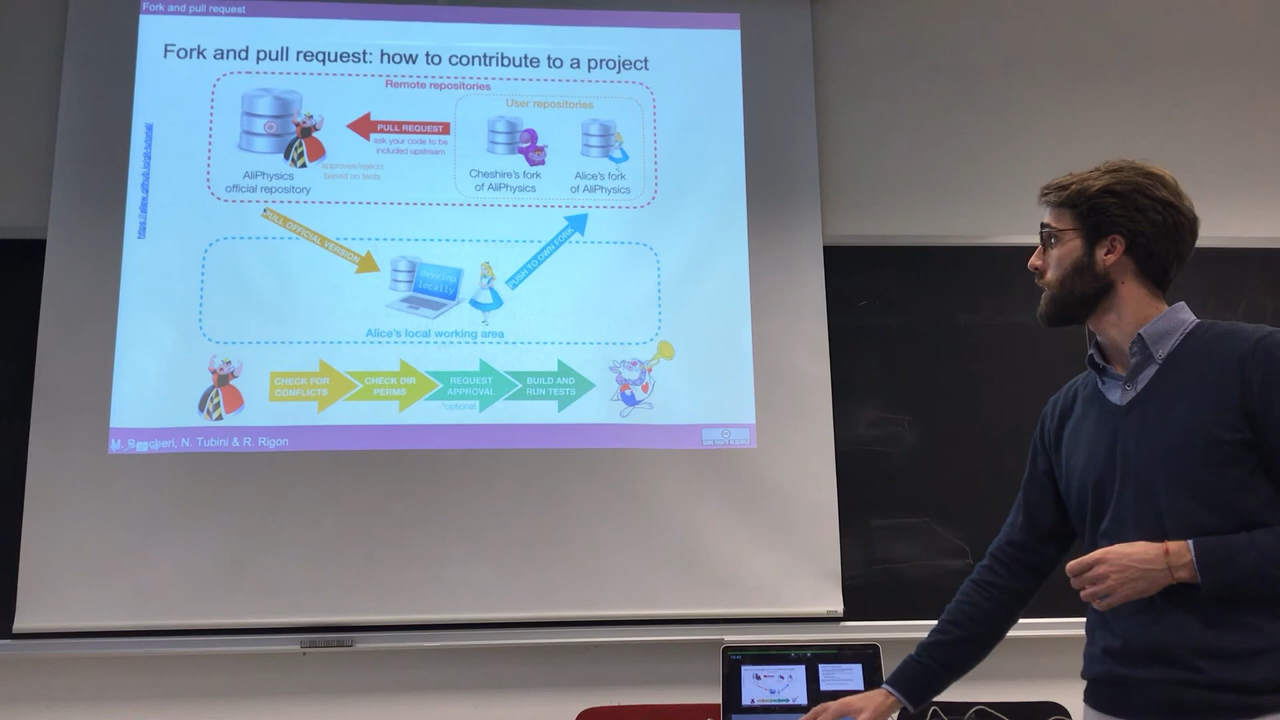 Fork and pull request
Fork and pull request: how to contribute to a project
Remote repositories
User repositories
PULL REQUEST
ask your code to be
included upstream
approves/rejects
based on tests
AliPhysics
official repository
Cheshire's fork
of AliPhysics
Alice's fork
of AliPhysics
PULL OFFICIAL VERSION
PUSH TO OWN FORK
develop
locally
Alice's local working area
CHECK FOR
CONFLICTS
CHECK DIR
PERMS
REQUEST
APPROVAL
*optional
BUILD AND
RUN TESTS
N. Tubini & R. Rigon
SOME RIGHTS RESERVED